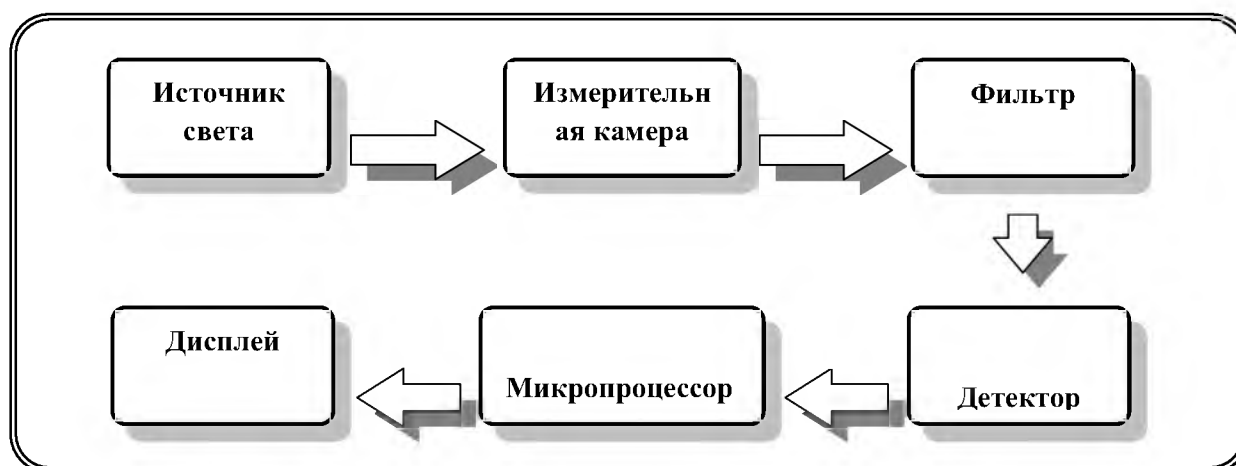 Источник
света
Измерительн
ая камера
Фильтр
Дисплей
Микропроцессор
Детектор